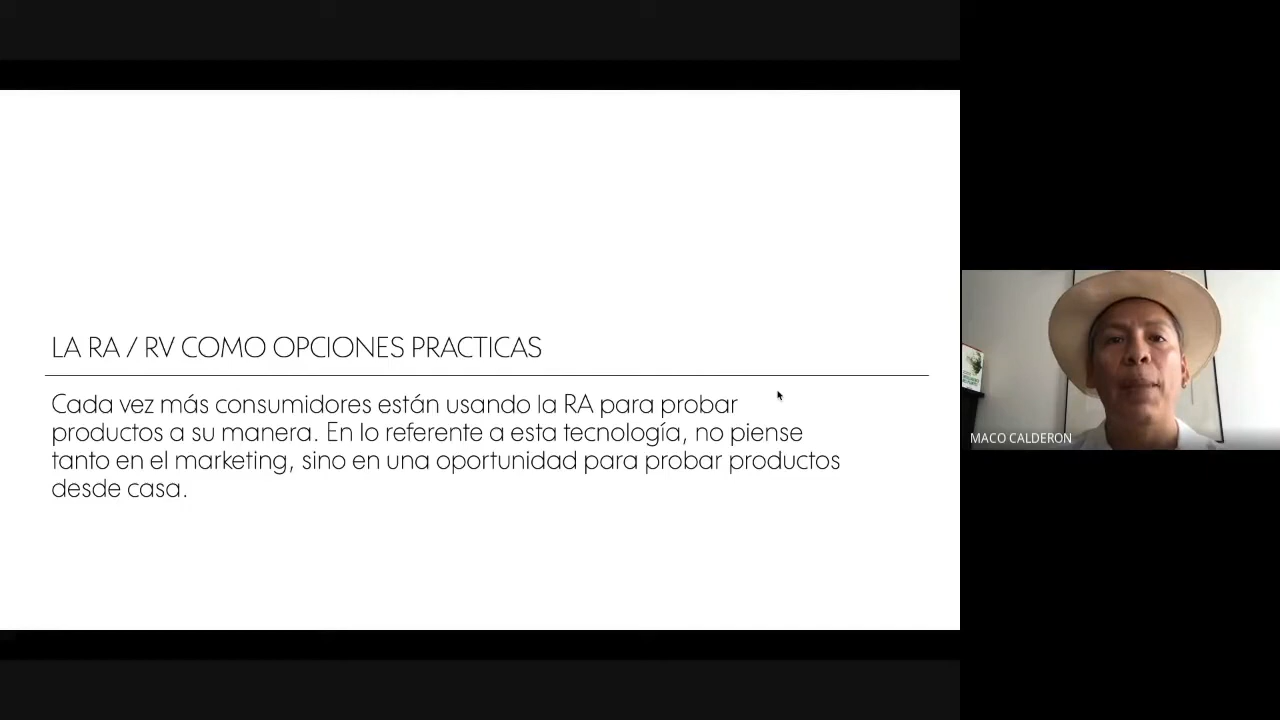 LA RA / RV COMO OPCIONES PRACTICAS
Cada vez más consumidores están usando la RA para probar
productos a su manera. En lo referente a esta tecnología, no piense
tanto en el marketing, sino en una oportunidad para probar productos
desde casa.
MACO CALDERON